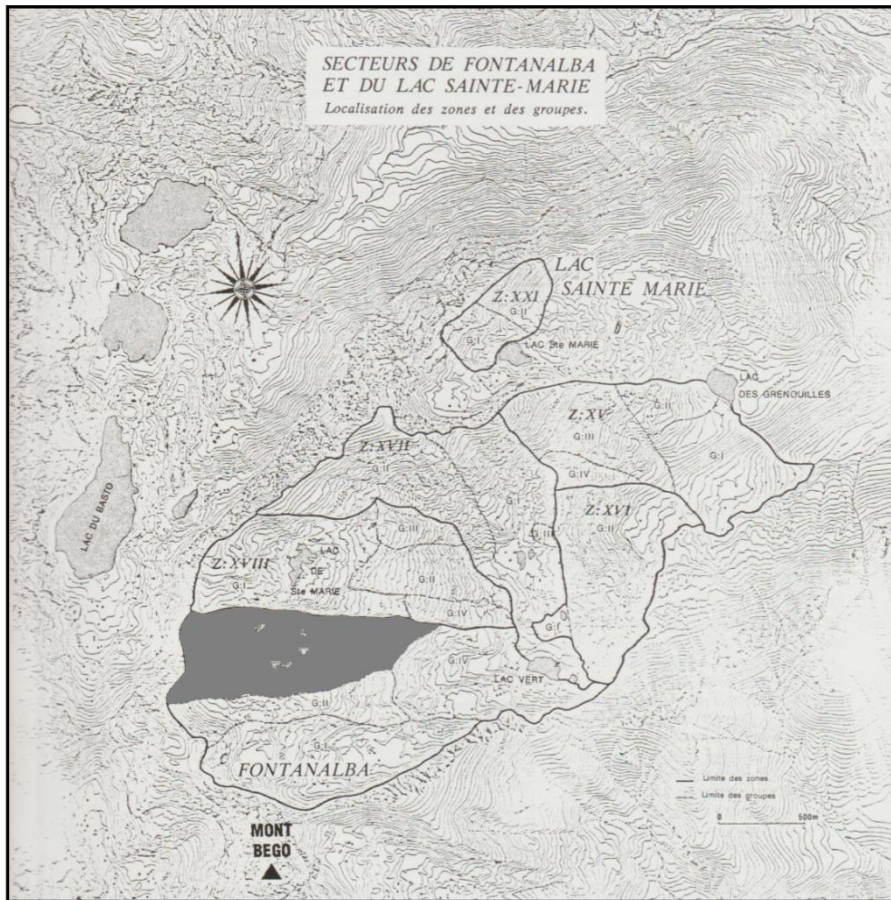 SECTEURS DE FONTANALBA
ET DU LAC SAINTE-MARIE
Localisation des zones et des groupes.
LAC
SAINTE MARIE
Z:XXI
G:II
G:I
LAC Ste MARIE
LAC
DES GRENOUILLES
Z:XV
G:II
G:III
G:I
G:IV
Z:XVII
G:II
G:I
G:III
Z:XVI
G:II
G:I
LAC DU BASTO
Z:XVIII
G:I
G:III
LAC
DE
Ste MARIE
G:II
G:IV
G:IV
LAC VERT
G:II
G:I
FONTANALBA
MONT
BEGO
Limite des zones
Limite des groupes
0 500m